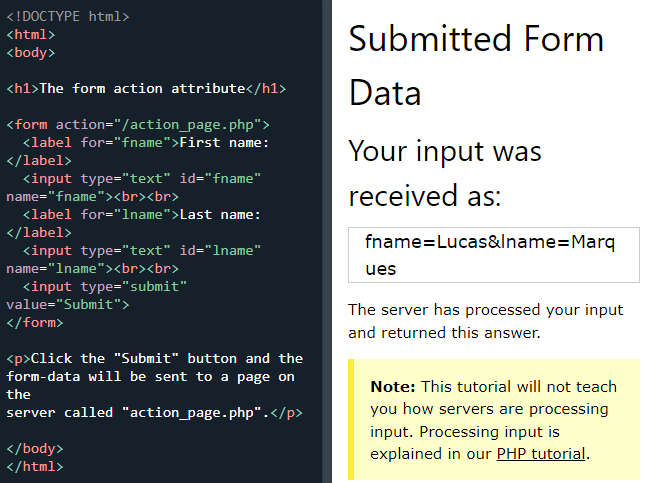 <!DOCTYPE html>
<html>
<body>
<h1>The form action attribute</h1>
<form action="/action_page.php">
  <label for="fname">First name:
</label>
  <input type="text" id="fname"
name="fname"><br><br>
  <label for="lname">Last name:
</label>
  <input type="text" id="lname"
name="lname"><br><br>
  <input type="submit"
value="Submit">
</form>
<p>Click the "Submit" button and the
form-data will be sent to a page on
the
server called "action_page.php".</p>
</body>
</html>
Submitted Form
Data
Your input was
received as:
fname=Lucas&lname=Marq
ues
The server has processed your input
and returned this answer.
Note: This tutorial will not teach
you how servers are processing
input. Processing input is
explained in our PHP tutorial.